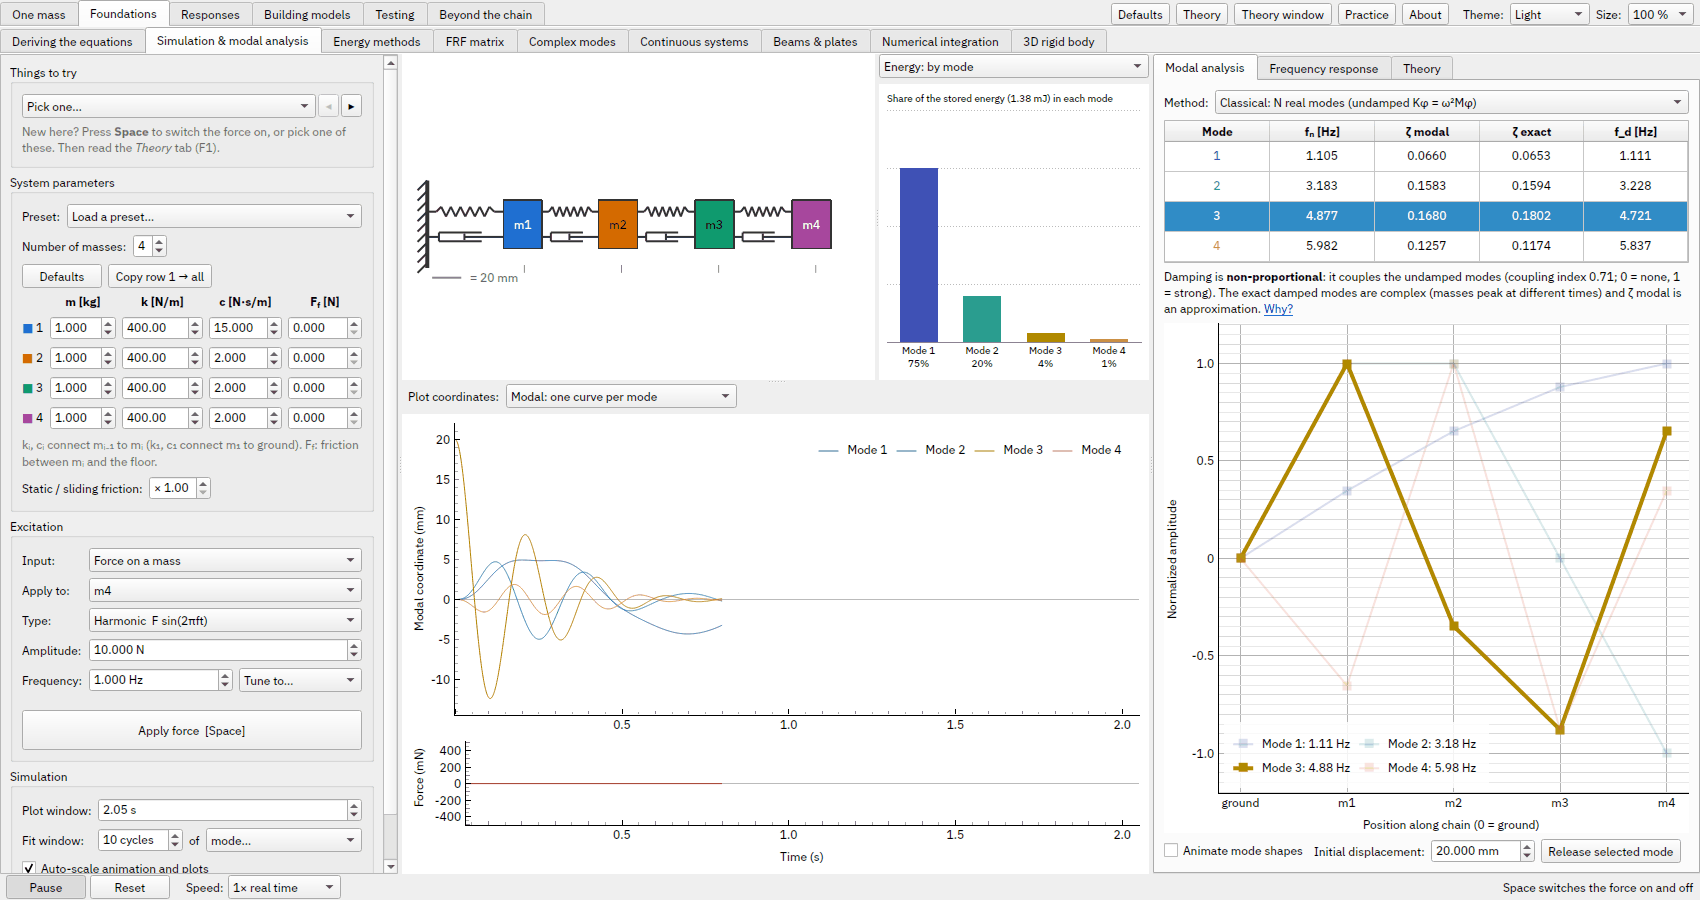 One mass Foundations Responses Building models Testing Beyond the chain Defaults Theory Theory window Practice About Theme: Light Size: 100 %
Deriving the equations Simulation & modal analysis Energy methods FRF matrix Complex modes Continuous systems Beams & plates Numerical integration 3D rigid body
Things to try
Pick one...
New here? Press Space to switch the force on, or pick one of
these. Then read the Theory tab (F1).
System parameters
Preset: Load a preset...
Number of masses: 4
Defaults Copy row 1 → all
m [kg] k [N/m] c [N·s/m] Ff [N]
1 1.000 400.00 15.000 0.000
2 1.000 400.00 2.000 0.000
3 1.000 400.00 2.000 0.000
4 1.000 400.00 2.000 0.000
kᵢ, cᵢ connect mᵢ₋₁ to mᵢ (k₁, c₁ connect m₁ to ground). Ff: friction
between mᵢ and the floor.
Static / sliding friction: × 1.00
Excitation
Input: Force on a mass
Apply to: m4
Type: Harmonic F sin(2πft)
Amplitude: 10.000 N
Frequency: 1.000 Hz Tune to...
Apply force [Space]
Simulation
Plot window: 2.05 s
Fit window: 10 cycles of mode...
Auto-scale animation and plots
Pause Reset Speed: 1× real time
m1 m2 m3 m4
= 20 mm
Energy: by mode
Share of the stored energy (1.38 mJ) in each mode
Mode 1 Mode 2 Mode 3 Mode 4
75% 20% 4% 1%
Plot coordinates: Modal: one curve per mode
Mode 1 Mode 2 Mode 3 Mode 4
Modal coordinate (mm)
20
15
10
5
0
-5
-10
0.5 1.0 1.5 2.0
Force (mN)
400
200
0
-200
-400
0.5 1.0 1.5 2.0
Time (s)
Modal analysis Frequency response Theory
Method: Classical: N real modes (undamped Kφ = ω²Mφ)
Mode fₙ [Hz] ζ modal ζ exact f_d [Hz]
1 1.105 0.0660 0.0653 1.111
2 3.183 0.1583 0.1594 3.228
3 4.877 0.1680 0.1802 4.721
4 5.982 0.1257 0.1174 5.837
Damping is non-proportional: it couples the undamped modes (coupling index 0.71; 0 = none, 1
= strong). The exact damped modes are complex (masses peak at different times) and ζ modal is
an approximation. Why?
Normalized amplitude
1.0
0.5
0
-0.5
-1.0
Mode 1: 1.11 Hz Mode 2: 3.18 Hz
Mode 3: 4.88 Hz Mode 4: 5.98 Hz
ground m1 m2 m3 m4
Position along chain (0 = ground)
Animate mode shapes Initial displacement: 20.000 mm Release selected mode
Space switches the force on and off